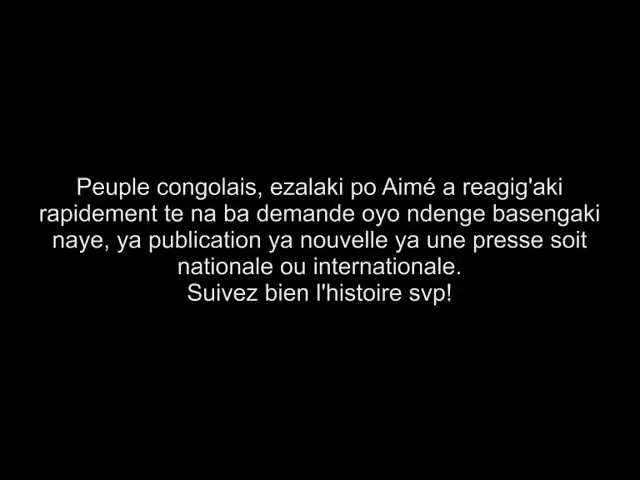 Peuple congolais, ezalaki po Aimé a reagig'aki
rapidement te na ba demande oyo ndenge basengaki
naye, ya publication ya nouvelle ya une presse soit
nationale ou internationale.
Suivez bien l'histoire svp!